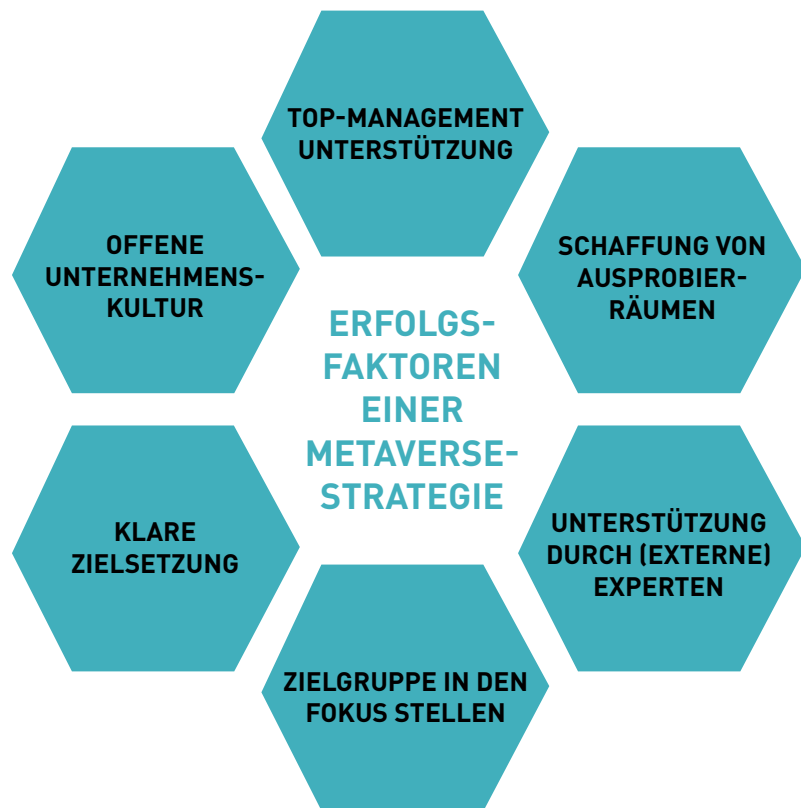 TOP-MANAGEMENT
UNTERSTÜTZUNG
OFFENE
UNTERNEHMENS-
KULTUR
SCHAFFUNG VON
AUSPROBIER-
RÄUMEN
ERFOLGS-
FAKTOREN
EINER
METAVERSE-
STRATEGIE
KLARE
ZIELSETZUNG
UNTERSTÜTZUNG
DURCH (EXTERNE)
EXPERTEN
ZIELGRUPPE IN DEN
FOKUS STELLEN